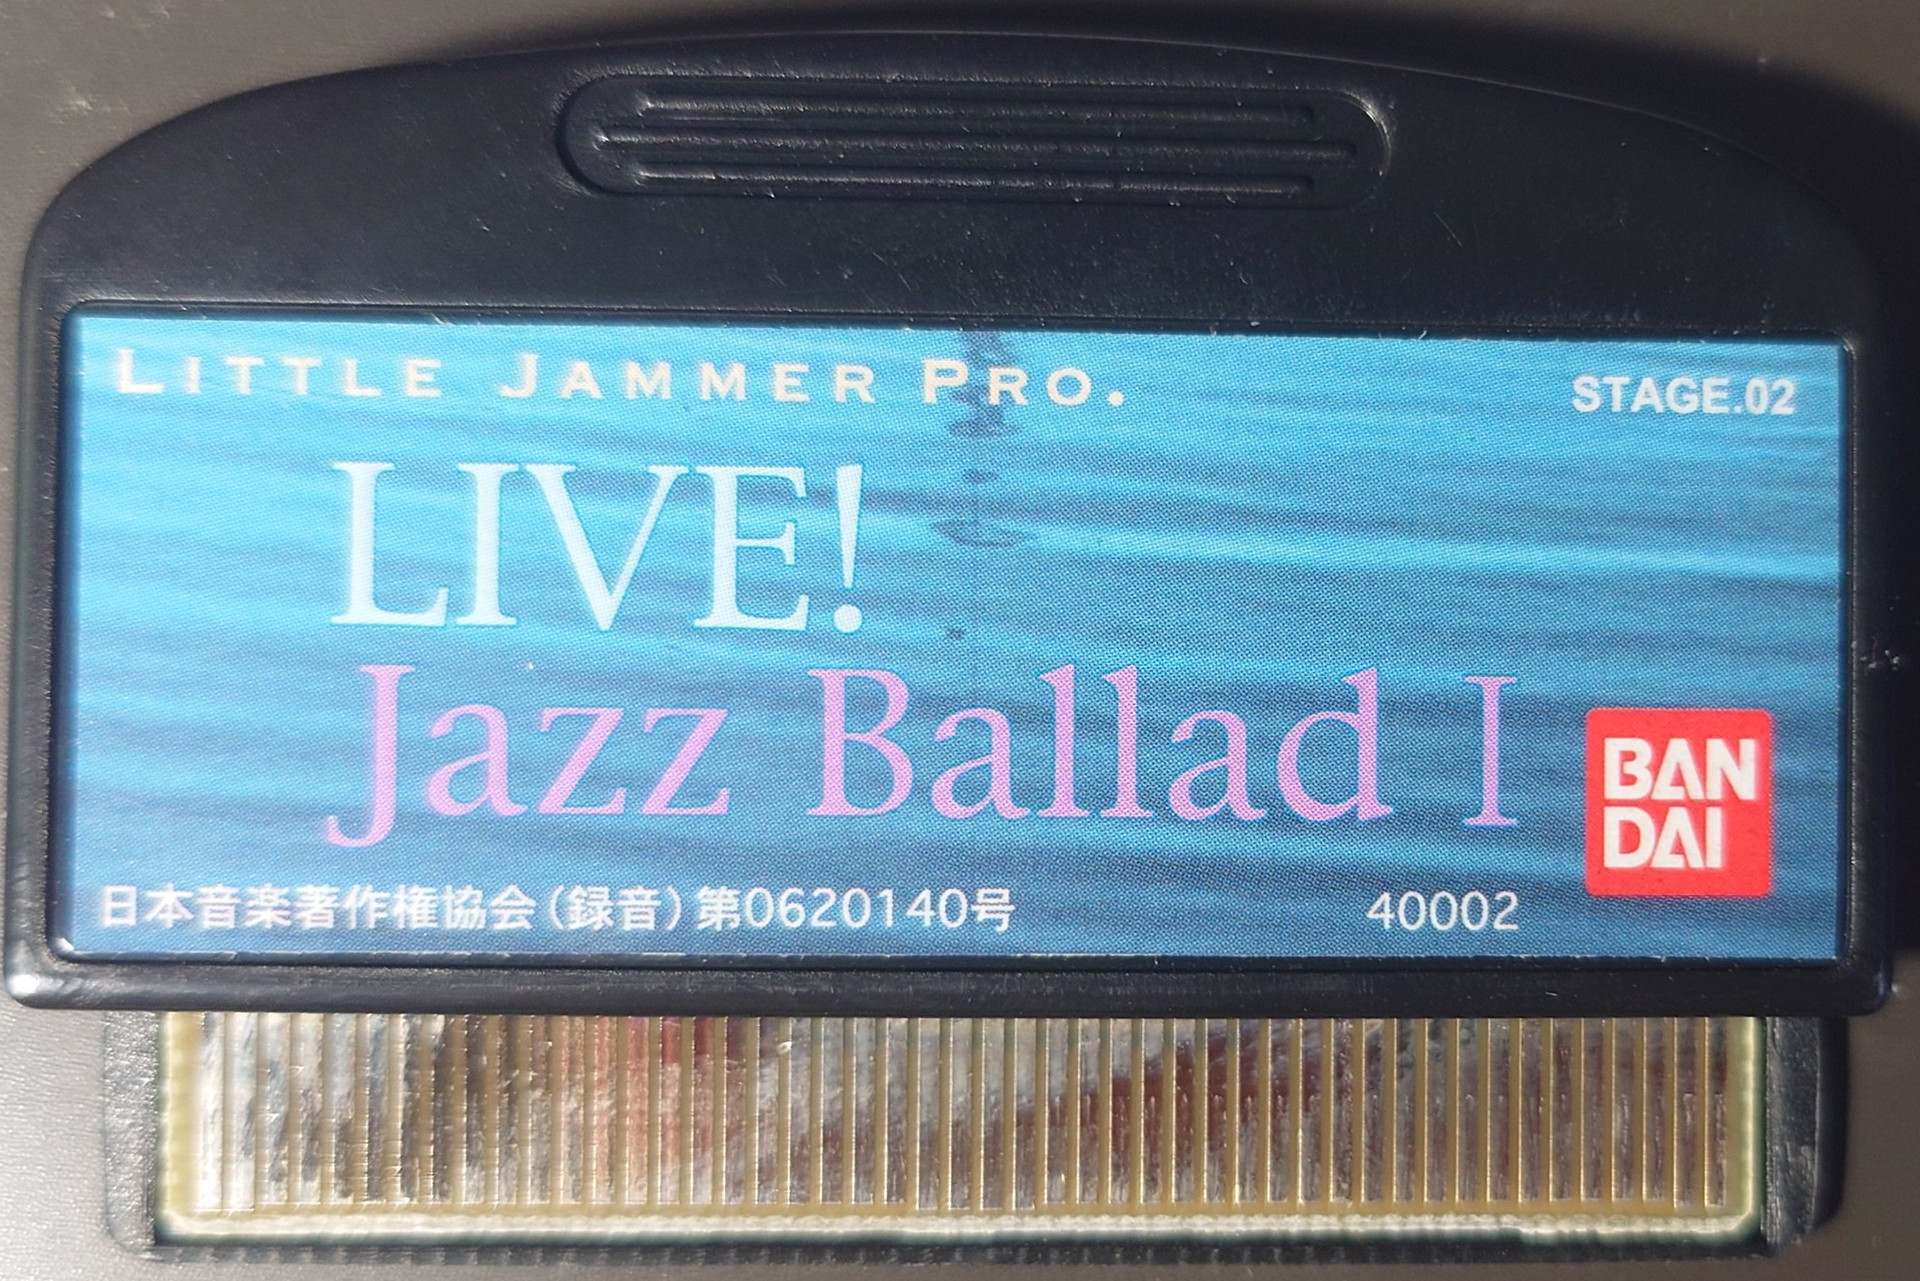 LITTLE JAMMER PRO.
STAGE.02
LIVE!
Jazz Ballad I
BAN
DAI
日本音楽著作権協会(録音)第0620140号
40002